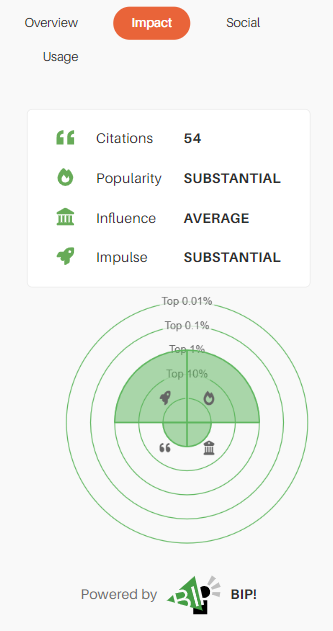 Overview Impact Social
Usage
Citations 54
Popularity SUBSTANTIAL
Influence AVERAGE
Impulse SUBSTANTIAL
Top 0.01%
Top 0.1%
Top 1%
Top 10%
Powered by BIP BIP!